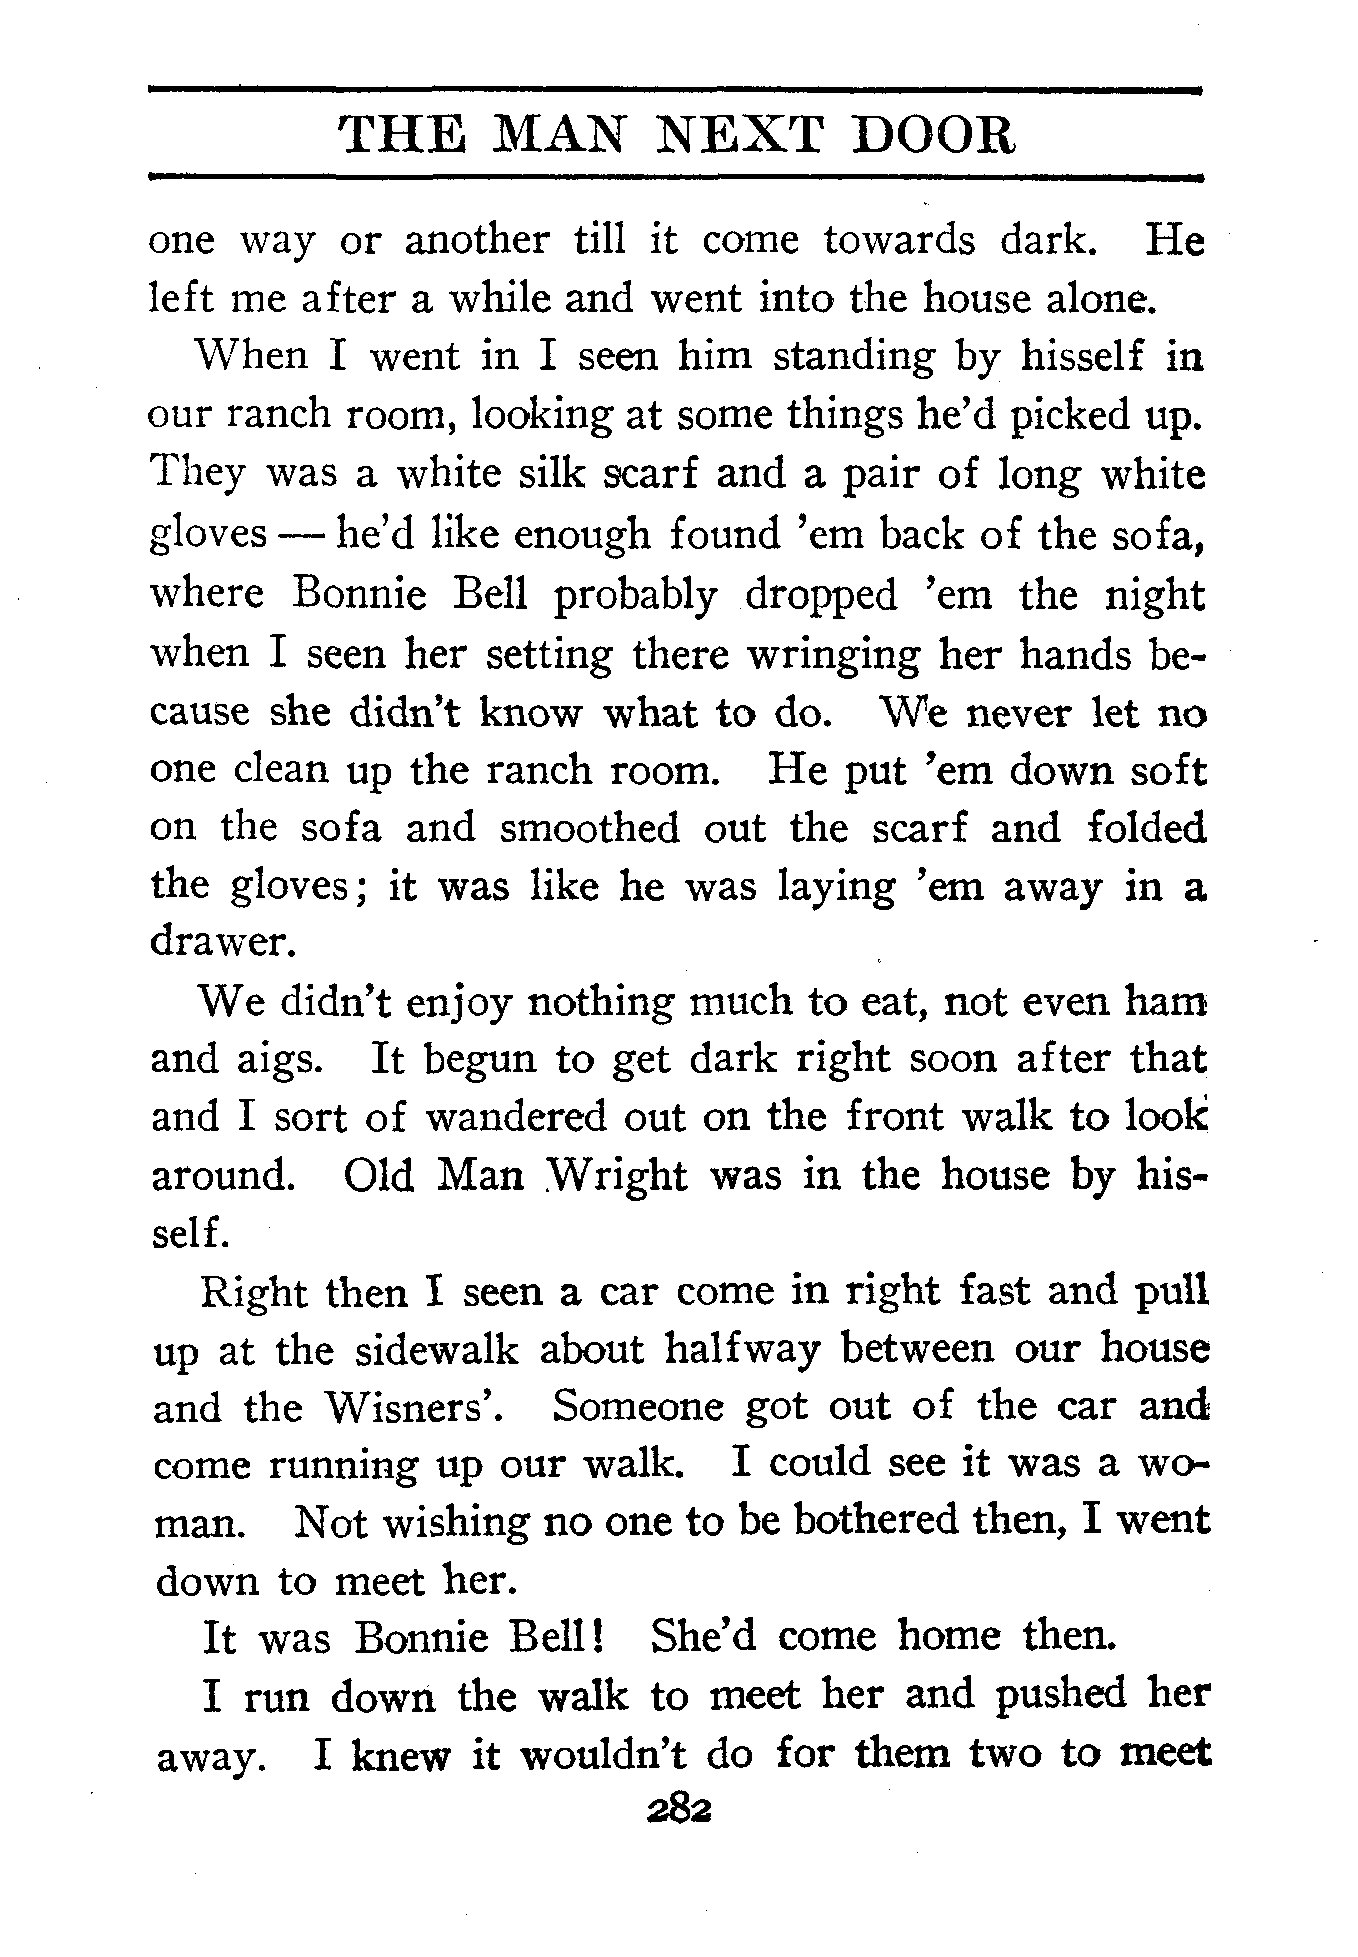 THE MAN NEXT DOOR
one way or another till it come towards dark. He
left me after a while and went into the house alone.
When I went in I seen him standing by hisself in
our ranch room, looking at some things he'd picked up.
They was a white silk scarf and a pair of long white
gloves — he'd like enough found 'em back of the sofa,
where Bonnie Bell probably dropped 'em the night
when I seen her setting there wringing her hands be-
cause she didn't know what to do. We never let no
one clean up the ranch room. He put 'em down soft
on the sofa and smoothed out the scarf and folded
the gloves; it was like he was laying 'em away in a
drawer.
We didn't enjoy nothing much to eat, not even ham
and aigs. It begun to get dark right soon after that
and I sort of wandered out on the front walk to look
around. Old Man Wright was in the house by his-
self.
Right then I seen a car come in right fast and pull
up at the sidewalk about halfway between our house
and the Wisners'. Someone got out of the car and
come running up our walk. I could see it was a wo-
man. Not wishing no one to be bothered then, I went
down to meet her.
It was Bonnie Bell! She'd come home then.
I run down the walk to meet her and pushed her
away. I knew it wouldn't do for them two to meet
282